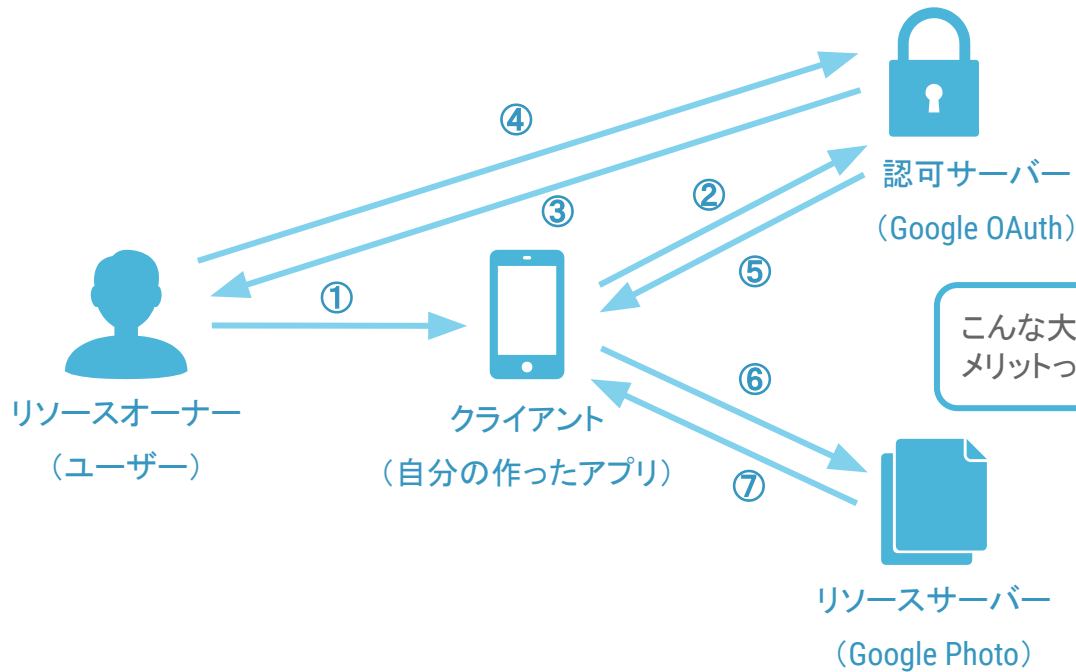 ④
認可サーバー
（Google OAuth）
②
③
⑤
①
こんな大
メリットっ
リソースオーナー
（ユーザー）
クライアント
（自分の作ったアプリ）
⑥
⑦
リソースサーバー
（Google Photo）